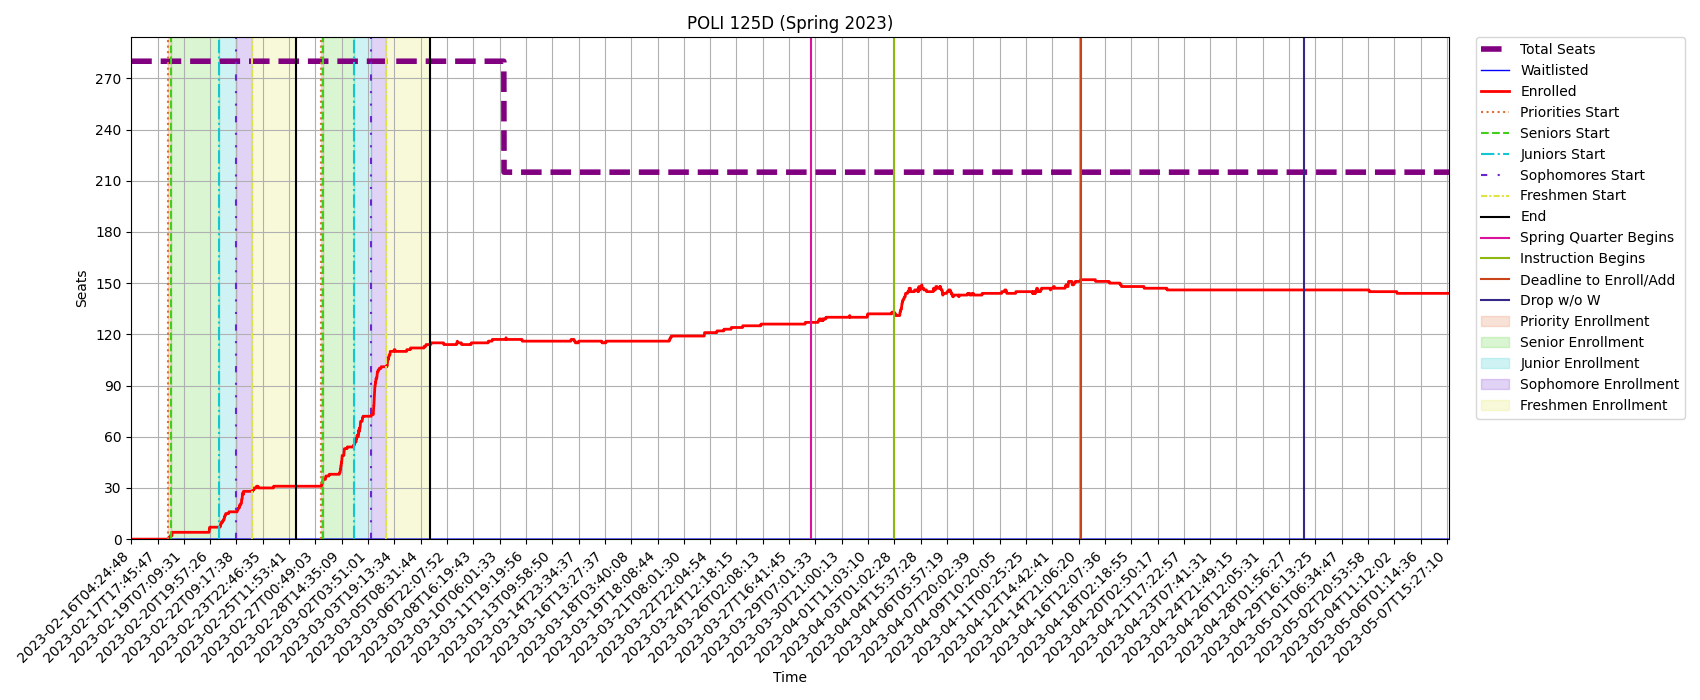 POLI 125D (Spring 2023)
Seats
270
240
210
180
150
120
90
60
30
0
2023-02-16T04:24:48
2023-02-17T17:45:47
2023-02-19T07:09:31
2023-02-20T19:57:26
2023-02-22T09:17:38
2023-02-23T22:46:35
2023-02-25T11:53:41
2023-02-27T00:49:03
2023-02-28T14:35:09
2023-03-02T03:51:01
2023-03-03T19:13:34
2023-03-05T08:31:44
2023-03-06T22:07:52
2023-03-08T16:19:43
2023-03-10T06:01:33
2023-03-11T19:19:56
2023-03-13T09:58:50
2023-03-14T23:34:37
2023-03-16T13:27:37
2023-03-18T03:40:08
2023-03-19T18:08:44
2023-03-21T08:01:30
2023-03-22T22:04:54
2023-03-24T12:18:15
2023-03-26T02:08:13
2023-03-27T16:41:45
2023-03-29T07:01:33
2023-03-30T21:00:13
2023-04-01T11:03:10
2023-04-03T01:02:28
2023-04-04T15:37:28
2023-04-06T05:57:19
2023-04-07T20:02:39
2023-04-09T10:20:05
2023-04-11T00:25:25
2023-04-12T14:42:41
2023-04-14T21:06:20
2023-04-16T12:07:36
2023-04-18T02:18:55
2023-04-20T02:50:17
2023-04-21T17:22:57
2023-04-23T07:41:31
2023-04-24T21:49:15
2023-04-26T12:05:31
2023-04-28T01:56:27
2023-04-29T16:13:25
2023-05-01T06:34:47
2023-05-02T20:53:58
2023-05-04T11:12:02
2023-05-06T01:14:36
2023-05-07T15:27:10
Time
Total Seats
Waitlisted
Enrolled
Priorities Start
Seniors Start
Juniors Start
Sophomores Start
Freshmen Start
End
Spring Quarter Begins
Instruction Begins
Deadline to Enroll/Add
Drop w/o W
Priority Enrollment
Senior Enrollment
Junior Enrollment
Sophomore Enrollment
Freshmen Enrollment